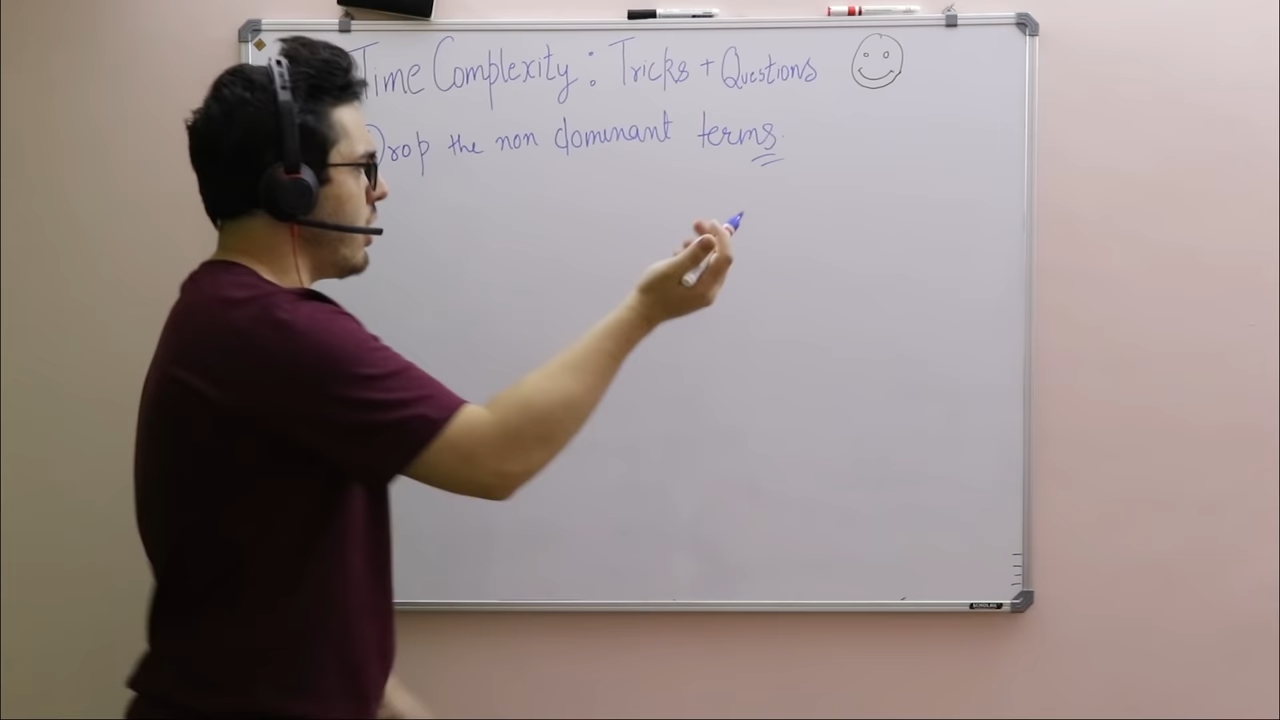 Time Complexity: Tricks + Questions
Drop the non dominant terms.